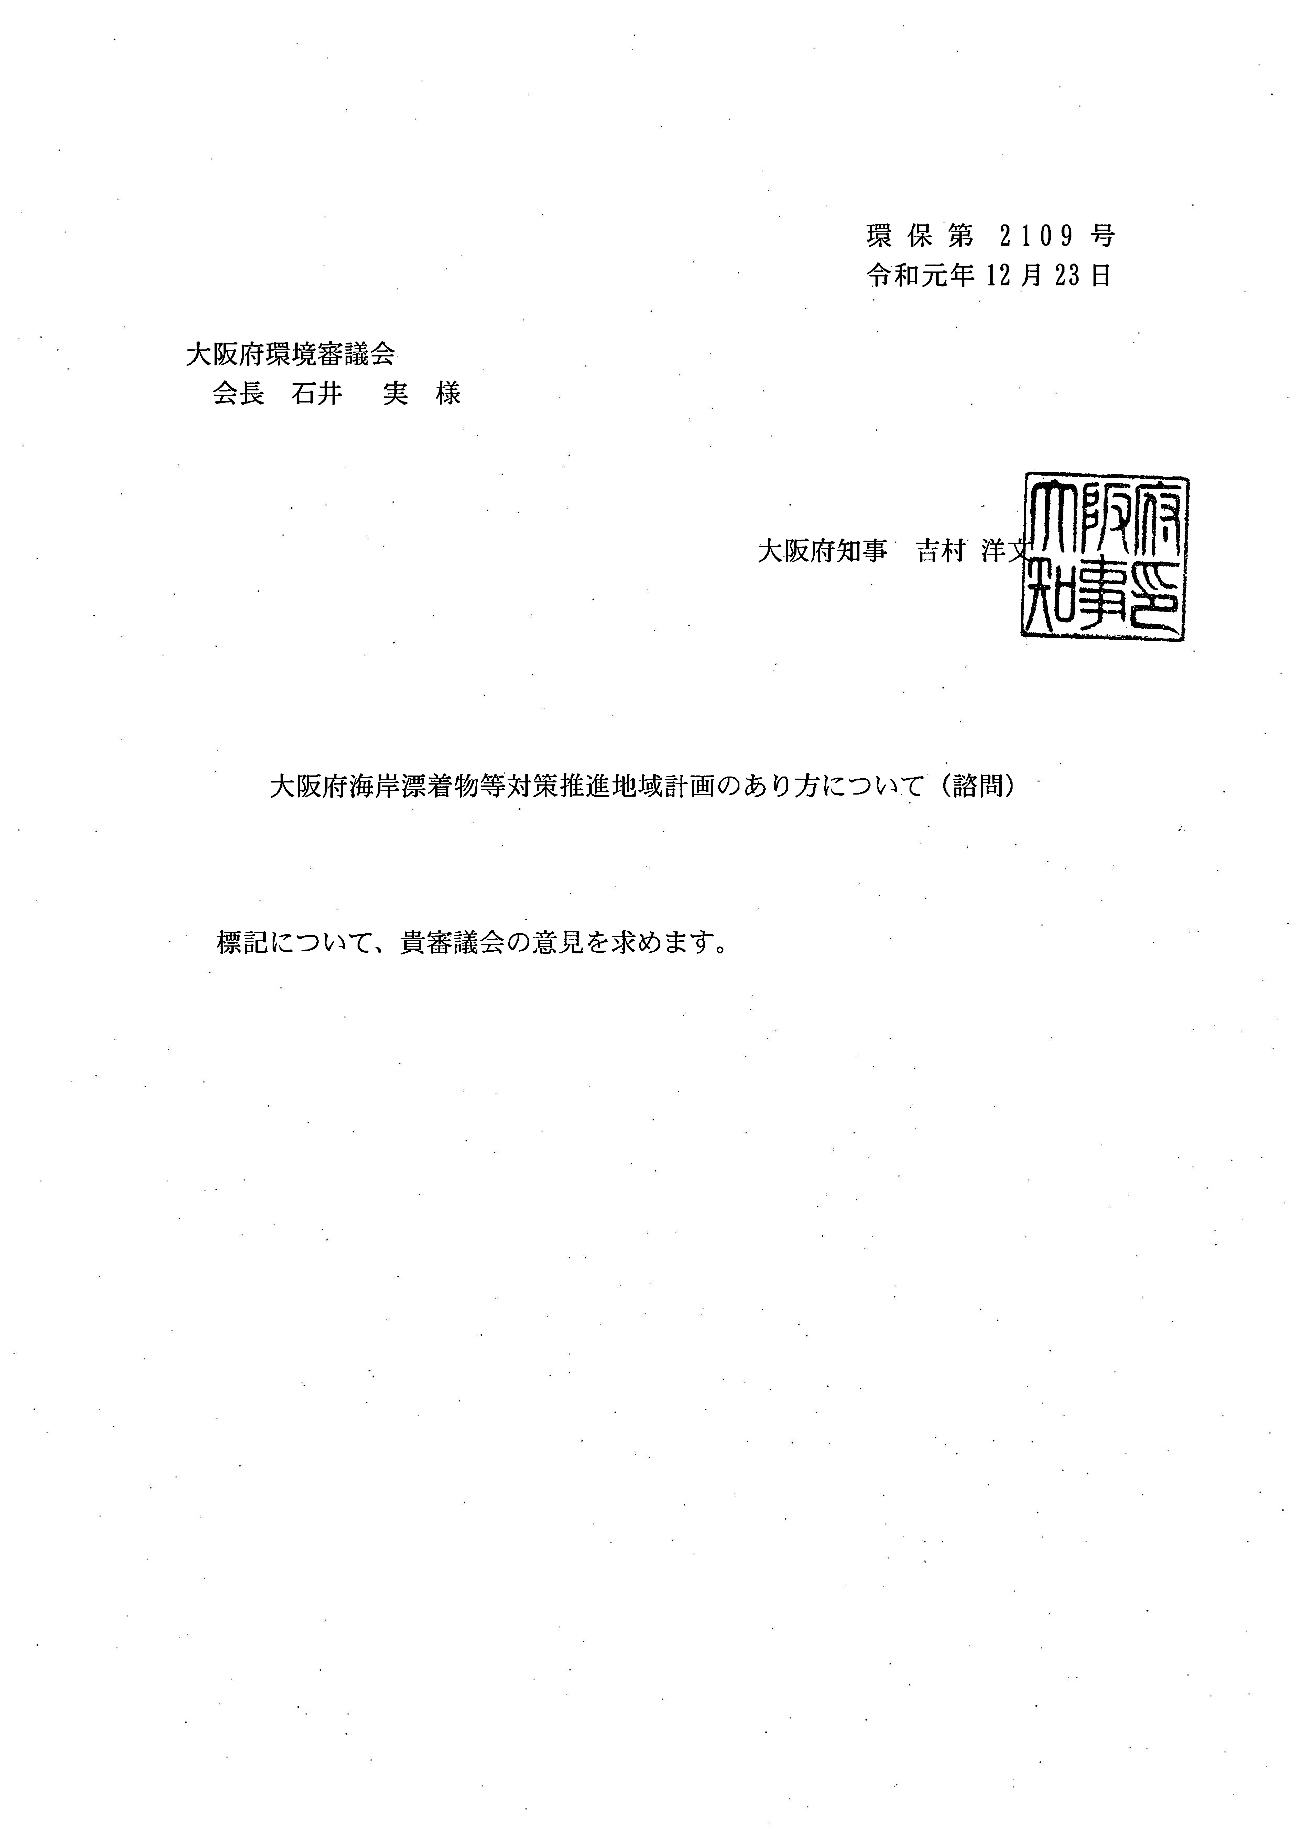 環保第 2109 号
令和元年 12 月 23 日
大阪府環境審議会
会長 石井 実 様
大阪府知事 吉村 洋文
大阪府知事印
大阪府海岸漂着物等対策推進地域計画のあり方について（諮問）
標記について、貴審議会の意見を求めます。